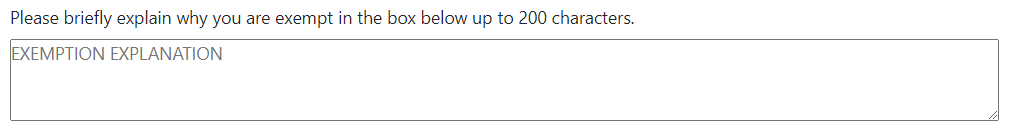 Please briefly explain why you are exempt in the box below up to 200 characters.
EXEMPTION EXPLANATION